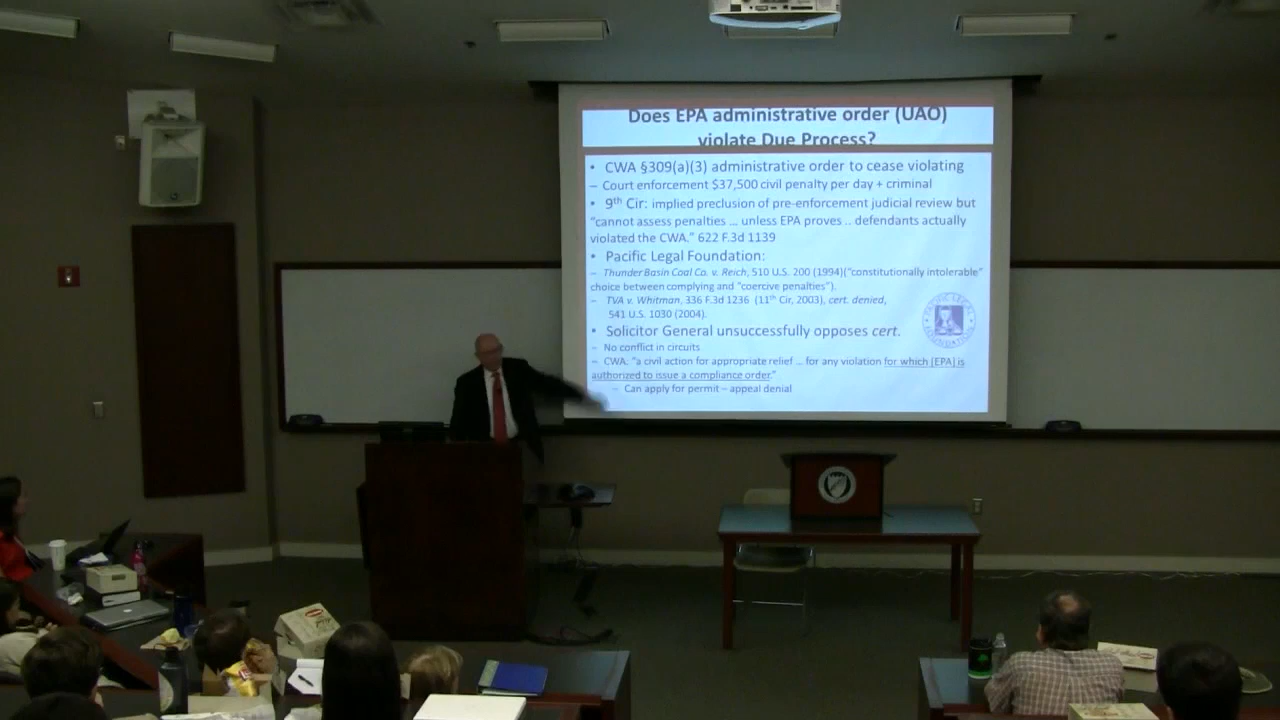 Does EPA administrative order (UAO)
violate Due Process?
• CWA §309(a)(3) administrative order to cease violating
– Court enforcement $37,500 civil penalty per day + criminal
• 9th Cir: implied preclusion of pre-enforcement judicial review but
“cannot assess penalties ... unless EPA proves .. defendants actually
violated the CWA.” 622 F.3d 1139
• Pacific Legal Foundation:
– Thunder Basin Coal Co. v. Reich, 510 U.S. 200 (1994)(“constitutionally intolerable”
choice between complying and “coercive penalties”).
– TVA v. Whitman, 336 F.3d 1236 (11th Cir, 2003), cert. denied,
541 U.S. 1030 (2004).
PACIFIC LEGAL
FOUNDATION
• Solicitor General unsuccessfully opposes cert.
– No conflict in circuits
– CWA: “a civil action for appropriate relief ... for any violation for which [EPA] is
authorized to issue a compliance order.”
– Can apply for permit – appeal denial